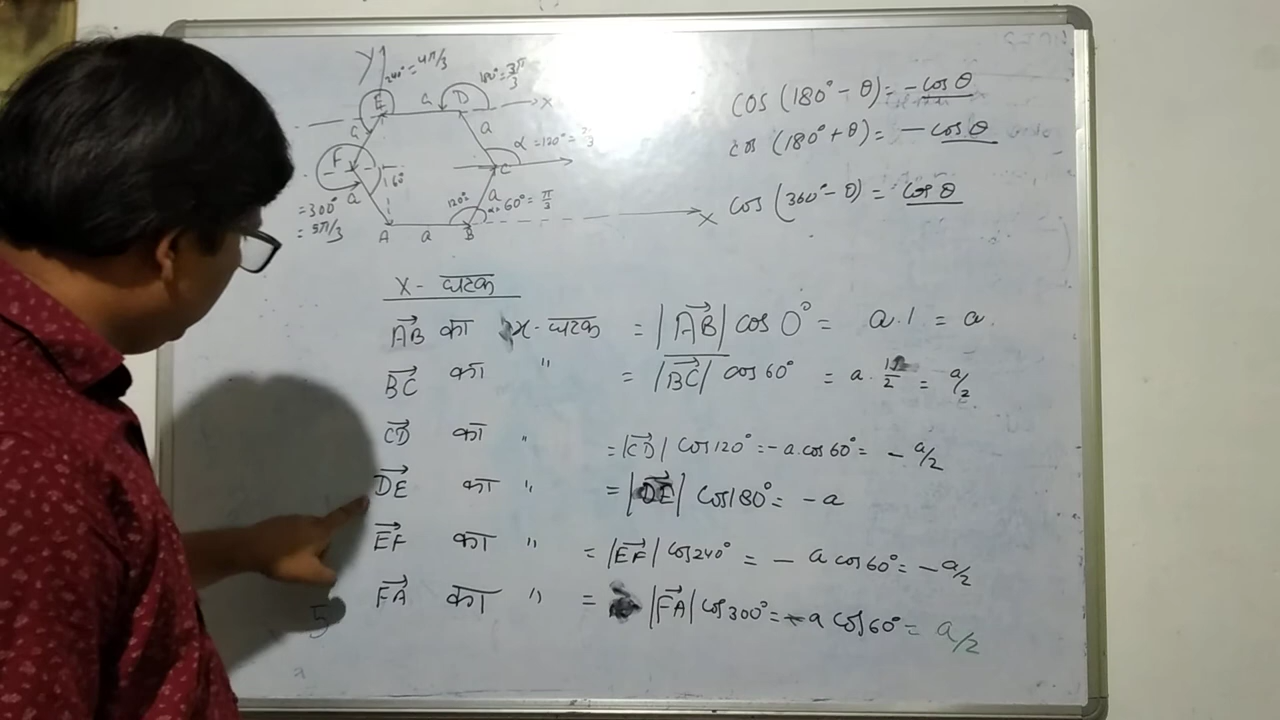 Y
240° = 4π/3
180° = 3π/3
E a D X
a a
α = 120° =
F C
60°
a 120° a α = 60° = π/3
= 300°
= 5π/3
A a B X
cos (180° - θ) = - cos θ
cos (180° + θ) = - cos θ
cos (360° - θ) = cos θ
X - घटक
AB का x - घटक = |AB| cos 0° = a.1 = a.
BC का " = |BC| cos 60° = a . 1/2 = a/2
CD का " = |CD| cos 120° = -a.cos 60° = - a/2
DE का " = |DE| cos 180° = - a
EF का " = |EF| cos 240° = - a cos 60° = - a/2
FA का " = |FA| cos 300° = a cos 60° = a/2
5